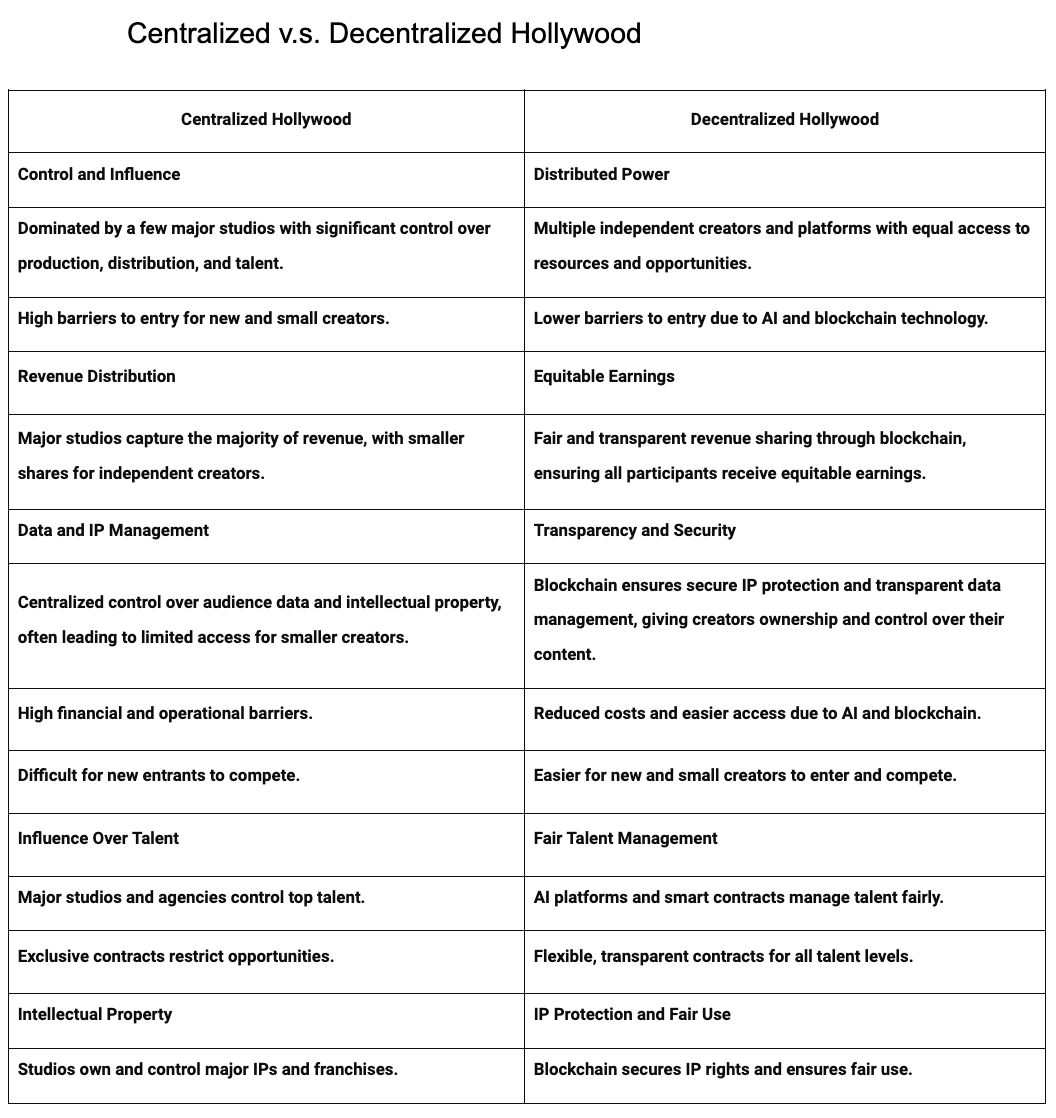 Centralized v.s. Decentralized Hollywood
Centralized Hollywood
Decentralized Hollywood
Control and Influence
Distributed Power
Dominated by a few major studios with significant control over
production, distribution, and talent.
Multiple independent creators and platforms with equal access to
resources and opportunities.
High barriers to entry for new and small creators.
Lower barriers to entry due to AI and blockchain technology.
Revenue Distribution
Equitable Earnings
Major studios capture the majority of revenue, with smaller
shares for independent creators.
Fair and transparent revenue sharing through blockchain,
ensuring all participants receive equitable earnings.
Data and IP Management
Transparency and Security
Centralized control over audience data and intellectual property,
often leading to limited access for smaller creators.
Blockchain ensures secure IP protection and transparent data
management, giving creators ownership and control over their
content.
High financial and operational barriers.
Reduced costs and easier access due to AI and blockchain.
Difficult for new entrants to compete.
Easier for new and small creators to enter and compete.
Influence Over Talent
Fair Talent Management
Major studios and agencies control top talent.
AI platforms and smart contracts manage talent fairly.
Exclusive contracts restrict opportunities.
Flexible, transparent contracts for all talent levels.
Intellectual Property
IP Protection and Fair Use
Studios own and control major IPs and franchises.
Blockchain secures IP rights and ensures fair use.